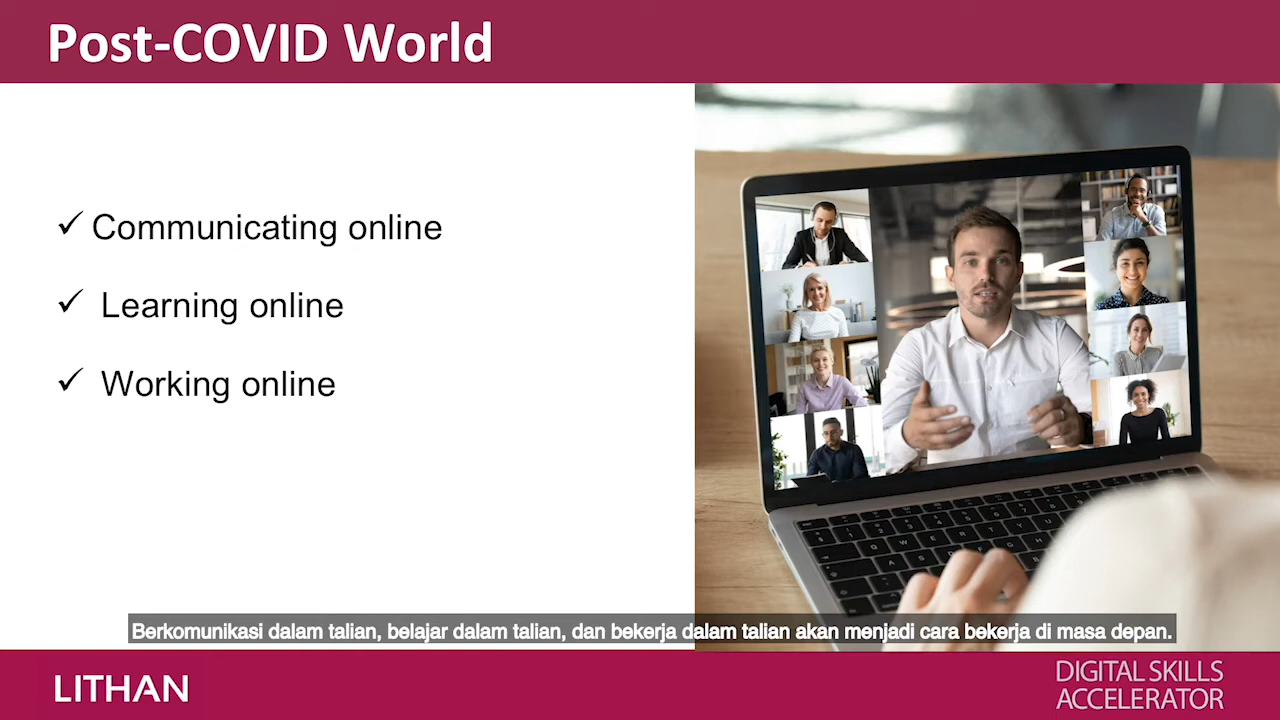 Post-COVID World
✓ Communicating online
✓ Learning online
✓ Working online
Berkomunikasi dalam talian, belajar dalam talian, dan bekerja dalam talian akan menjadi cara bekerja di masa depan.
LITHAN
DIGITAL SKILLS
ACCELERATOR